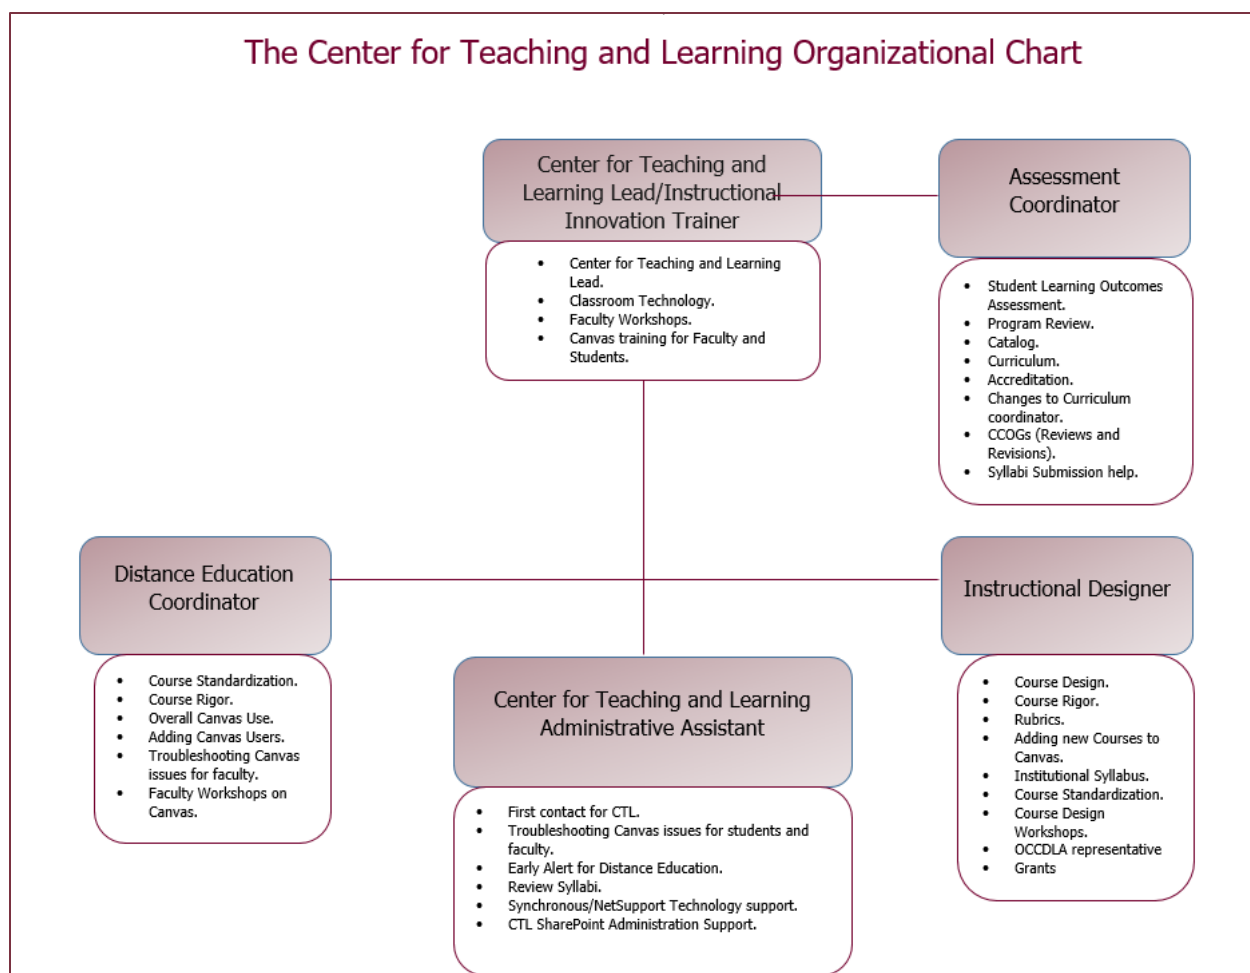 The Center for Teaching and Learning Organizational Chart
Center for Teaching and
Learning Lead/Instructional
Innovation Trainer
• Center for Teaching and Learning
Lead.
• Classroom Technology.
• Faculty Workshops.
• Canvas training for Faculty and
Students.
Assessment
Coordinator
• Student Learning Outcomes
Assessment.
• Program Review.
• Catalog.
• Curriculum.
• Accreditation.
• Changes to Curriculum
coordinator.
• CCOGs (Reviews and
Revisions).
• Syllabi Submission help.
Distance Education
Coordinator
• Course Standardization.
• Course Rigor.
• Overall Canvas Use.
• Adding Canvas Users.
• Troubleshooting Canvas
issues for faculty.
• Faculty Workshops on
Canvas.
Center for Teaching and Learning
Administrative Assistant
• First contact for CTL.
• Troubleshooting Canvas issues for students and
faculty.
• Early Alert for Distance Education.
• Review Syllabi.
• Synchronous/NetSupport Technology support.
• CTL SharePoint Administration Support.
Instructional Designer
• Course Design.
• Course Rigor.
• Rubrics.
• Adding new Courses to
Canvas.
• Institutional Syllabus.
• Course Standardization.
• Course Design
Workshops.
• OCCDLA representative
• Grants